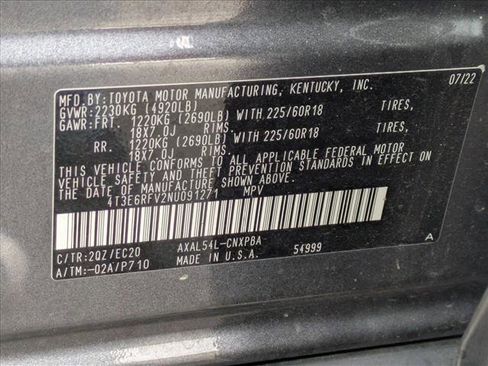 MFD.BY:TOYOTA MOTOR MANUFACTURING, KENTUCKY, INC. 07/22
GVWR:2230KG (4920LB)
GAWR:FRT. 1220KG (2690LB) WITH 225/60R18 TIRES,
18X7.0J RIMS.
RR. 1220KG (2690LB) WITH 225/60R18 TIRES,
18X7.0J RIMS.
THIS VEHICLE CONFORMS TO ALL APPLICABLE FEDERAL MOTOR
VEHICLE SAFETY AND THEFT PREVENTION STANDARDS IN EFFECT ON
THE DATE OF MANUFACTURE SHOWN ABOVE.
4T3E6RFV2NU091271 MPV
C/TR:20Z/EC20 AXAL54L-CNXPBA 54999
A/TM:-02A/P710 MADE IN U.S.A. A